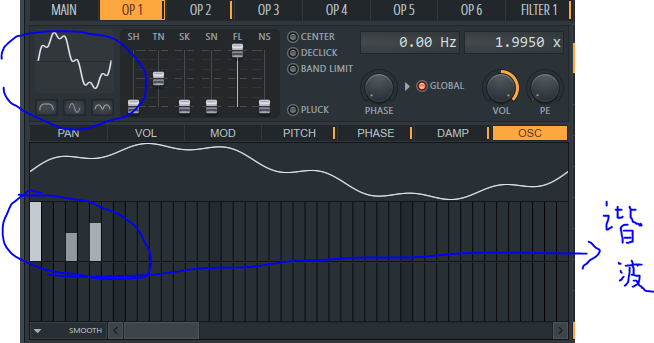 MAIN OP 1 OP 2 OP 3 OP 4 OP 5 OP 6 FILTER 1
SH TN SK SN FL NS
CENTER
DECLICK
BAND LIMIT
PLUCK
0.00 Hz 1.9950 x
PHASE GLOBAL VOL PE
PAN VOL MOD PITCH PHASE DAMP OSC
谐
波
SMOOTH